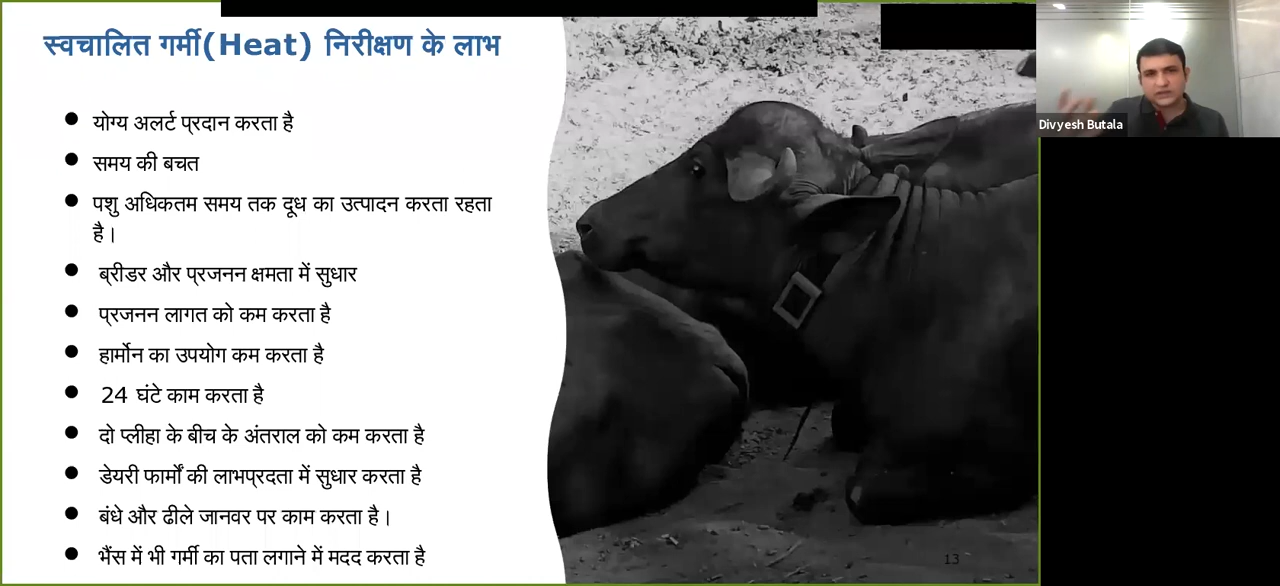 स्वचालित गर्मी(Heat) निरीक्षण के लाभ
Divyesh Butala
योग्य अलर्ट प्रदान करता है
समय की बचत
पशु अधिकतम समय तक दूध का उत्पादन करता रहता
है।
ब्रीडर और प्रजनन क्षमता में सुधार
प्रजनन लागत को कम करता है
हार्मोन का उपयोग कम करता है
24 घंटे काम करता है
दो प्लीहा के बीच के अंतराल को कम करता है
डेयरी फार्मों की लाभप्रदता में सुधार करता है
बंधे और ढीले जानवर पर काम करता है।
भैंस में भी गर्मी का पता लगाने में मदद करता है
13